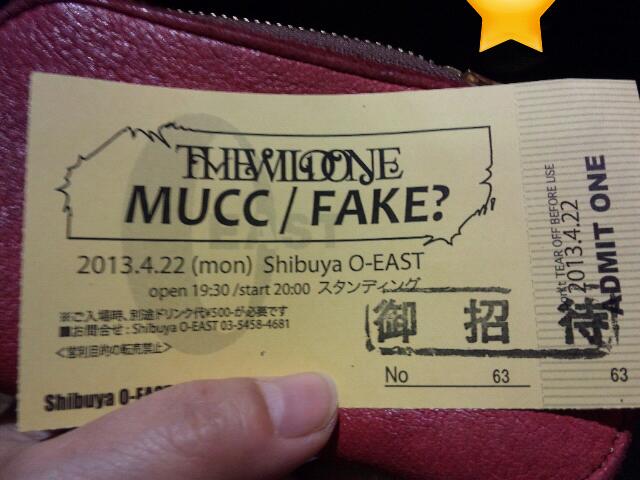 THEWILDONE
MUCC / FAKE?
EAST
2013.4.22 (mon) Shibuya O-EAST
open 19:30 /start 20:00 スタンディング
※ご入場時、別途ドリンク代¥500-が必要です
■お問合せ : Shibuya O-EAST 03-5458-4681
<営利目的の転売禁止>
御招待
No 63
Shibuya O-EAST
TEAR OFF BEFORE USE
2013.4.22
ADMIT ONE
63